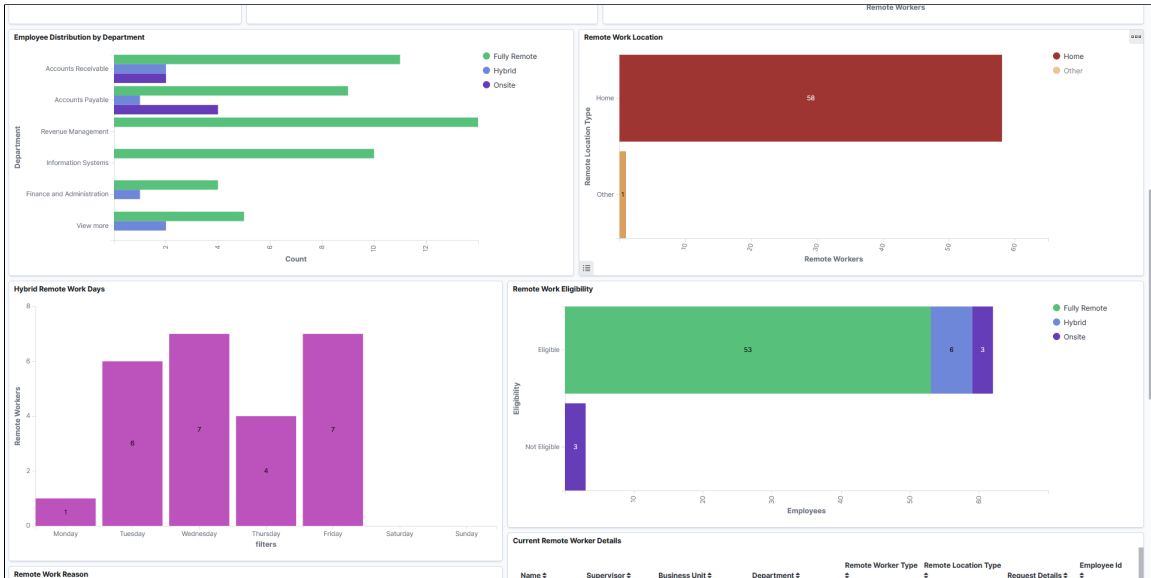 Remote Workers
Employee Distribution by Department
Accounts Receivable
Accounts Payable
Revenue Management
Information Systems
Finance and Administration
View more
Department
2
4
6
8
10
12
Count
Fully Remote
Hybrid
Onsite
Remote Work Location
Home
Other
Remote Location Type
58
1
10
20
30
40
50
60
Remote Workers
Home
Other
Hybrid Remote Work Days
8
6
4
2
0
Remote Workers
1
6
7
4
7
Monday
Tuesday
Wednesday
Thursday
Friday
Saturday
Sunday
filters
Remote Work Eligibility
Eligible
Not Eligible
Eligibility
53
6
3
3
10
20
30
40
50
60
Employees
Fully Remote
Hybrid
Onsite
Remote Work Reason
Current Remote Worker Details
Name
Supervisor
Business Unit
Department
Remote Worker Type
Remote Location Type
Request Details
Employee Id